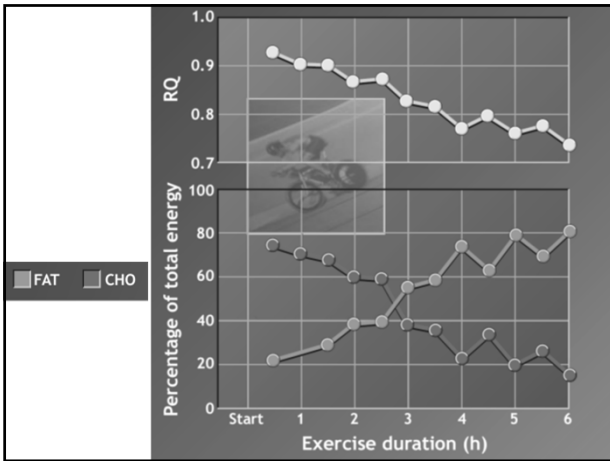 1.0
0.9
0.8
0.7
RQ
100
80
60
40
20
0
Percentage of total energy
FAT CHO
Start 1 2 3 4 5 6
Exercise duration (h)